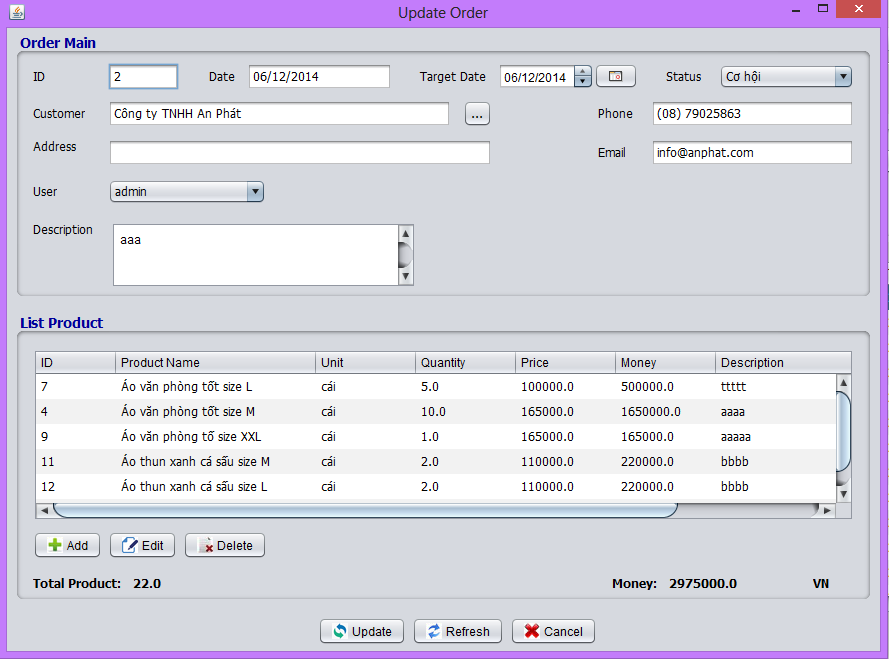 Update Order
Order Main
ID 2 Date 06/12/2014 Target Date 06/12/2014 Status Cơ hội
Customer Công ty TNHH An Phát ... Phone (08) 79025863
Address Email info@anphat.com
User admin
Description aaa
List Product
ID Product Name Unit Quantity Price Money Description
7 Áo văn phòng tốt size L cái 5.0 100000.0 500000.0 ttttt
4 Áo văn phòng tốt size M cái 10.0 165000.0 1650000.0 aaaa
9 Áo văn phòng tố size XXL cái 1.0 165000.0 165000.0 aaaaa
11 Áo thun xanh cá sấu size M cái 2.0 110000.0 220000.0 bbbb
12 Áo thun xanh cá sấu size L cái 2.0 110000.0 220000.0 bbbb
Add Edit Delete
Total Product: 22.0 Money: 2975000.0 VN
Update Refresh Cancel